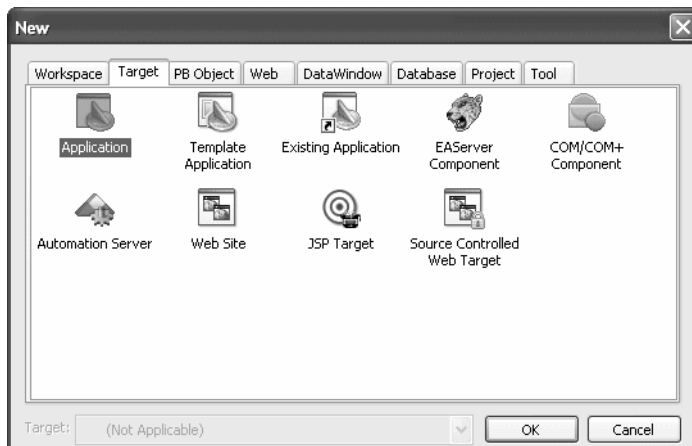 New
Workspace Target PB Object Web DataWindow Database Project Tool
Application
Template
Application
Existing Application
EAServer
Component
COM/COM+
Component
Automation Server
Web Site
JSP Target
Source Controlled
Web Target
Target: (Not Applicable) OK Cancel